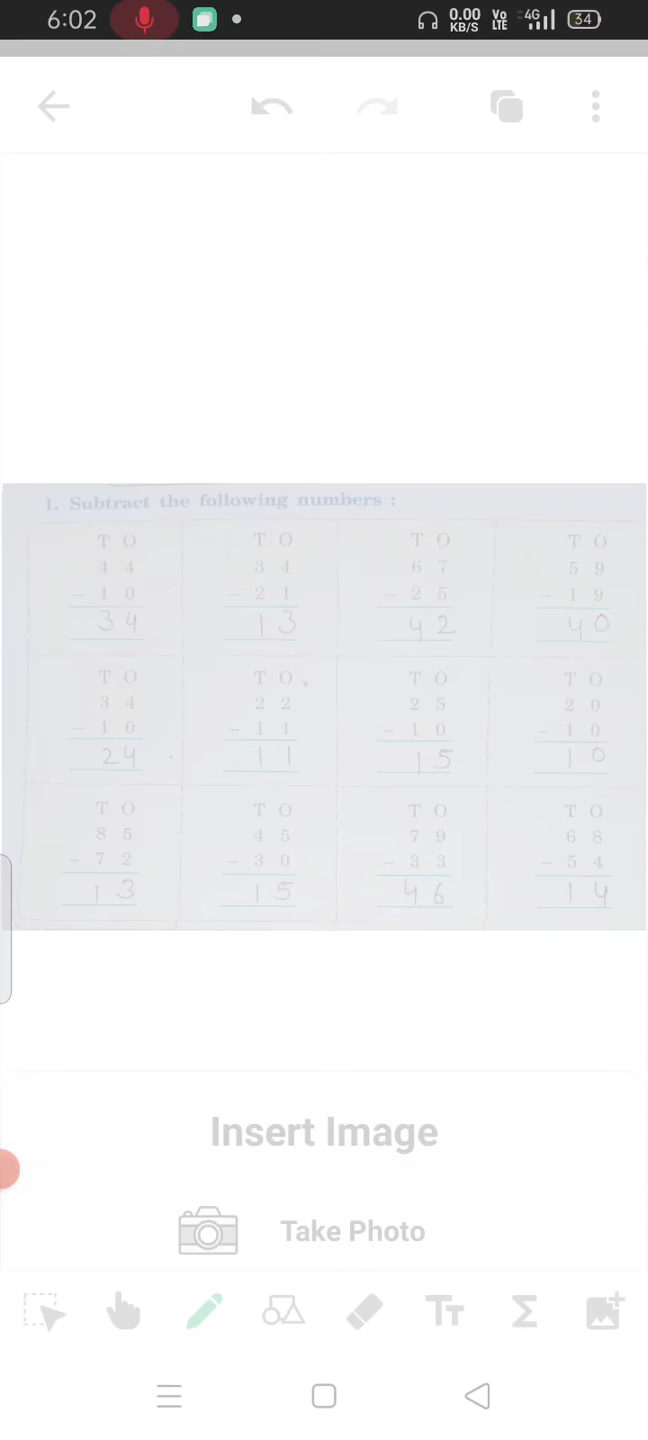 6:02 0.00 KB/S Vo LTE 4G 34
1. Subtract the following numbers :
T O T O T O T O
4 4 3 4 6 7 5 9
- 1 0 - 2 1 - 2 5 - 1 9
3 4 1 3 4 2 4 0
T O T O T O T O
3 4 2 2 2 5 2 0
- 1 0 - 1 1 - 1 0 - 1 0
2 4 1 1 1 5 1 0
T O T O T O T O
8 5 4 5 7 9 6 8
- 7 2 - 3 0 - 3 3 - 5 4
1 3 1 5 4 6 1 4
Insert Image
Take Photo
TT Σ